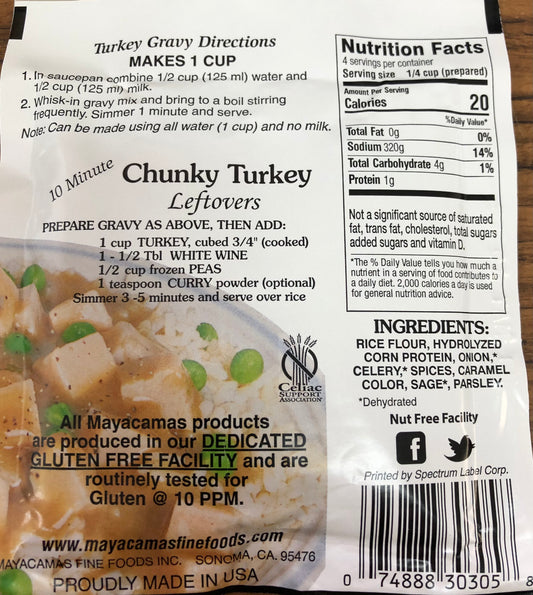 Turkey Gravy Directions
MAKES 1 CUP
1. In saucepan combine 1/2 cup (125 ml) water and
1/2 cup (125 ml) milk.
2. Whisk-in gravy mix and bring to a boil stirring
frequently. Simmer 1 minute and serve.
Note: Can be made using all water (1 cup) and no milk.
10 Minute
Chunky Turkey
Leftovers
PREPARE GRAVY AS ABOVE, THEN ADD:
1 cup TURKEY, cubed 3/4" (cooked)
1 - 1/2 Tbl WHITE WINE
1/2 cup frozen PEAS
1 teaspoon CURRY powder (optional)
Simmer 3 -5 minutes and serve over rice
Celiac
SUPPORT
ASSOCIATION
All Mayacamas products
are produced in our DEDICATED
GLUTEN FREE FACILITY and are
routinely tested for
Gluten @ 10 PPM.
www.mayacamasfinefoods.com
MAYACAMAS FINE FOODS INC. SONOMA, CA. 95476
PROUDLY MADE IN USA
Nutrition Facts
4 servings per container
Serving size 1/4 cup (prepared)
Amount Per Serving
Calories 20
%Daily Value*
Total Fat 0g 0%
Sodium 320g 14%
Total Carbohydrate 4g 1%
Protein 1g
Not a significant source of saturated
fat, trans fat, cholesterol, total sugars
added sugars and vitamin D.
*The % Daily Value tells you how much a
nutrient in a serving of food contributes to
a daily diet. 2,000 calories a day is used
for general nutrition advice.
INGREDIENTS:
RICE FLOUR, HYDROLYZED
CORN PROTEIN, ONION,*
CELERY,* SPICES, CARAMEL
COLOR, SAGE*, PARSLEY.
*Dehydrated
Nut Free Facility
f
Printed by Spectrum Label Corp.
0 74888 30305 8